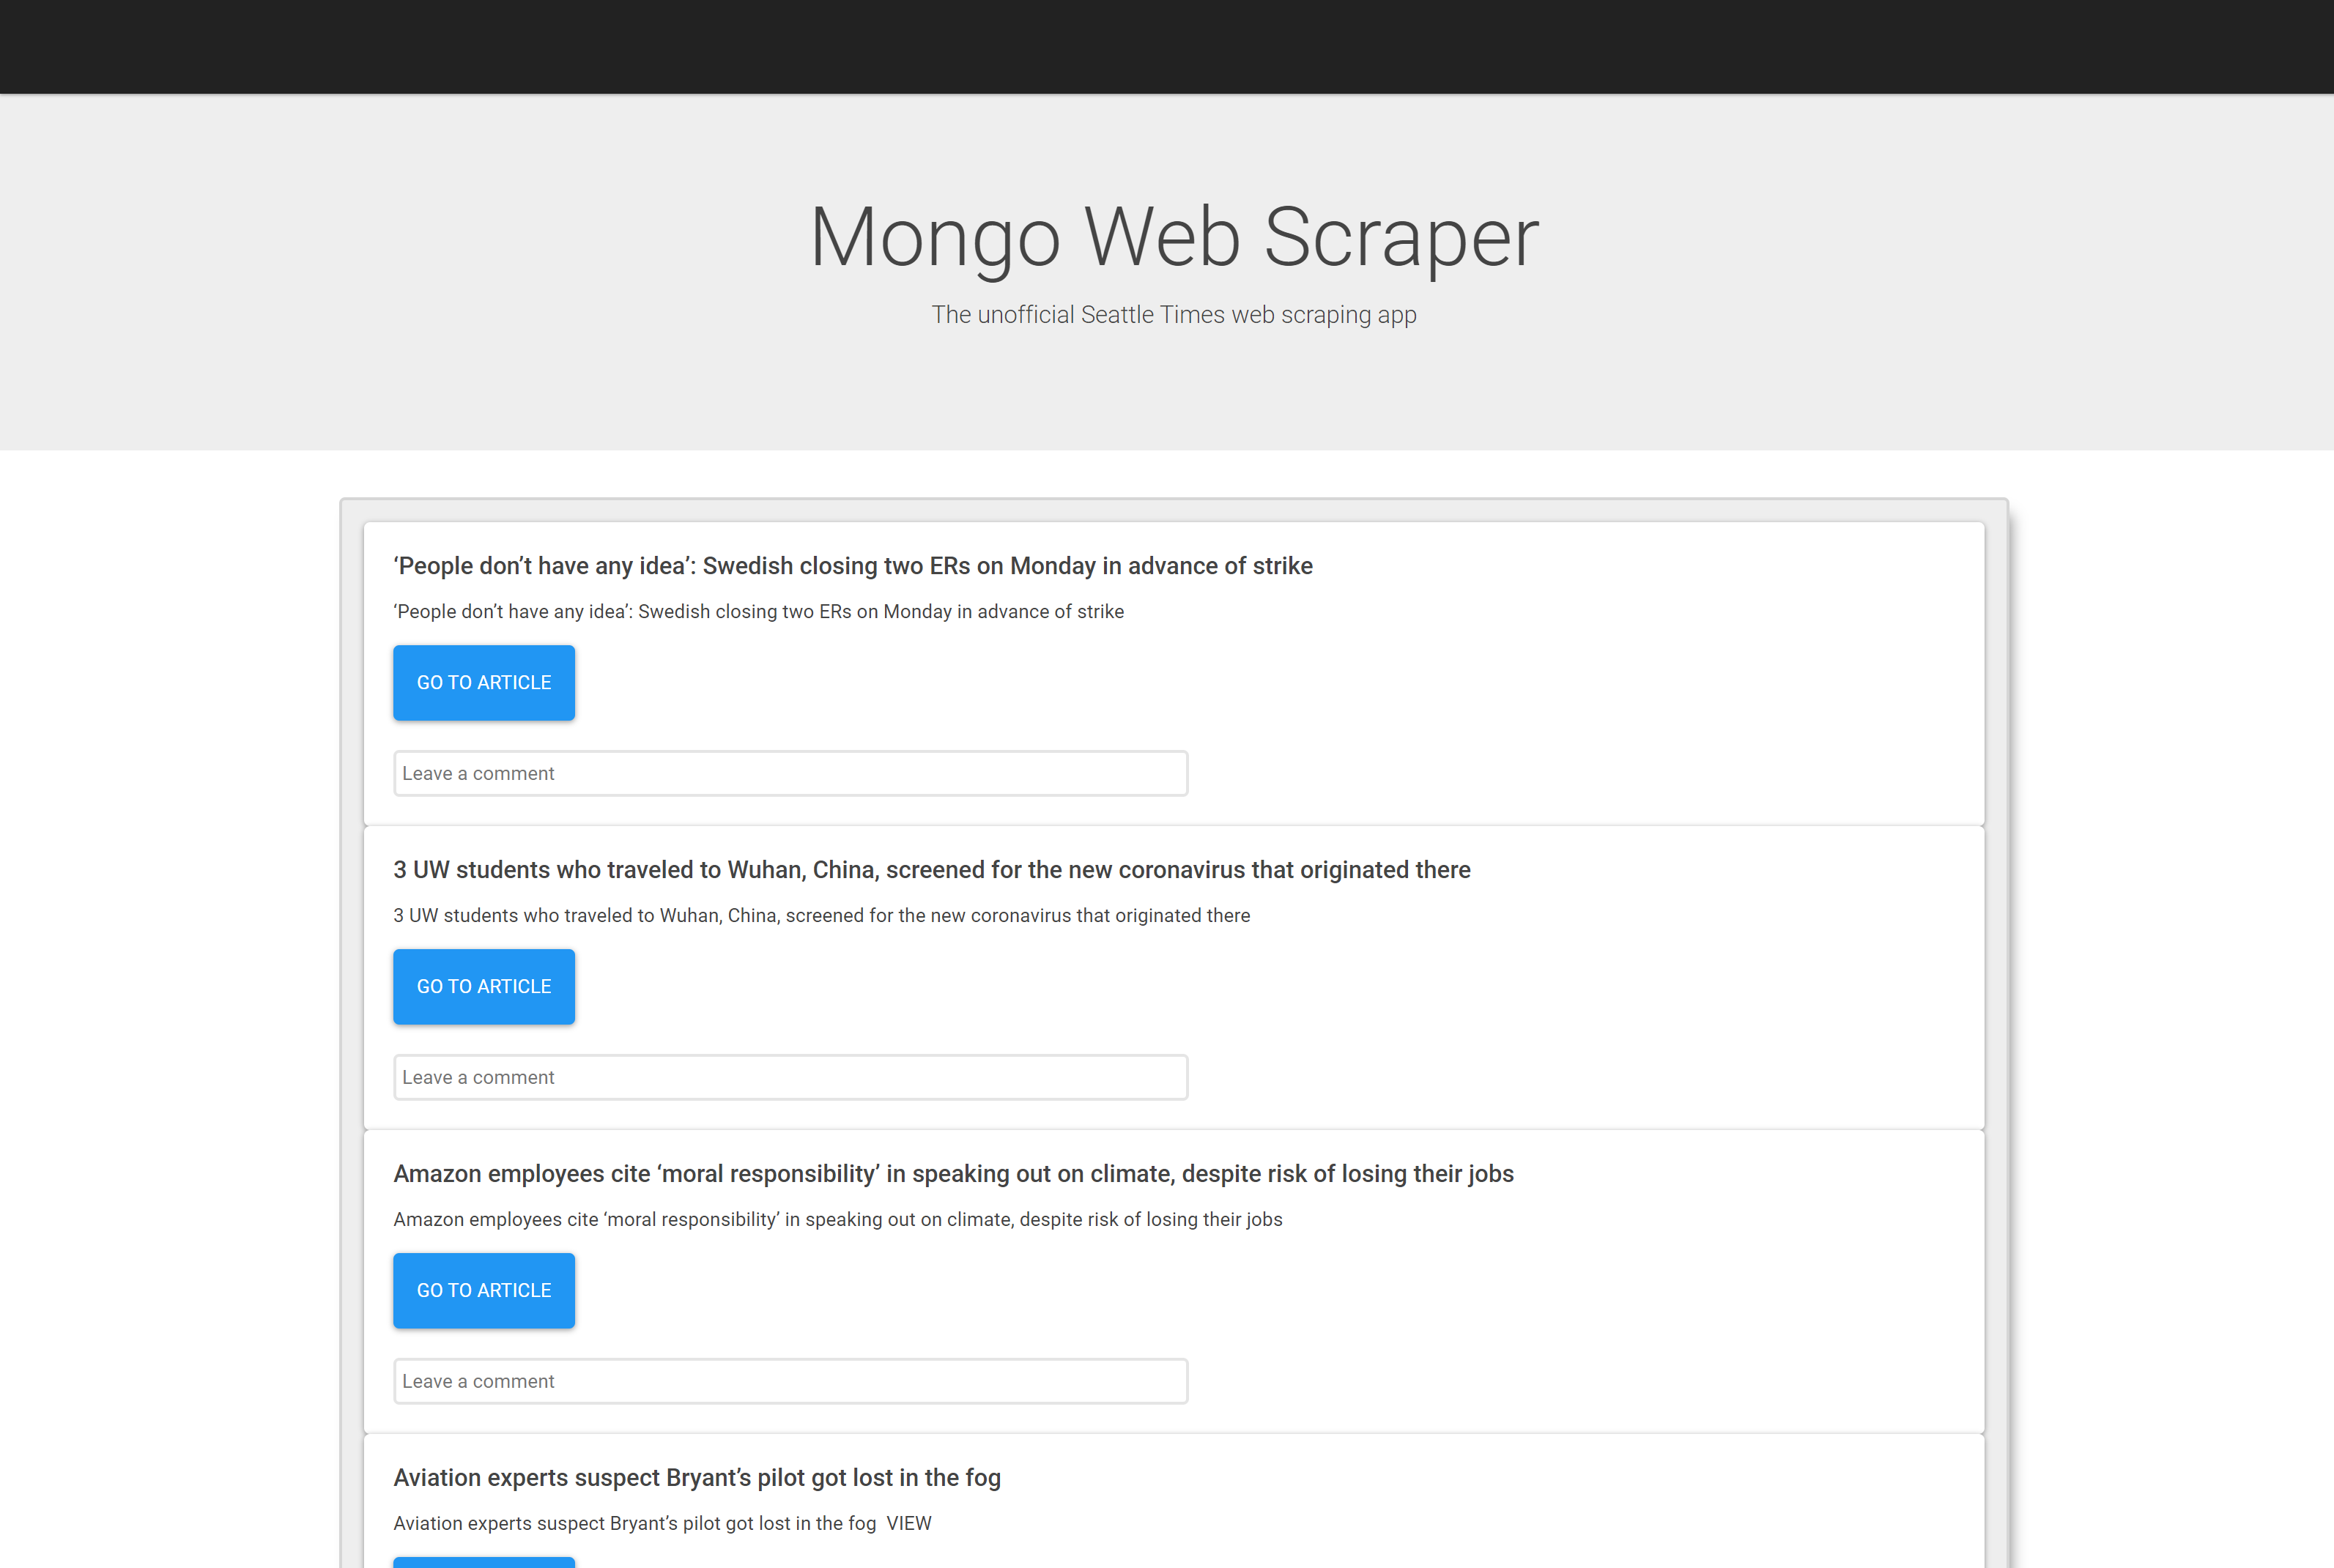 Mongo Web Scraper
The unofficial Seattle Times web scraping app
‘People don’t have any idea’: Swedish closing two ERs on Monday in advance of strike
‘People don’t have any idea’: Swedish closing two ERs on Monday in advance of strike
GO TO ARTICLE
Leave a comment
3 UW students who traveled to Wuhan, China, screened for the new coronavirus that originated there
3 UW students who traveled to Wuhan, China, screened for the new coronavirus that originated there
GO TO ARTICLE
Leave a comment
Amazon employees cite ‘moral responsibility’ in speaking out on climate, despite risk of losing their jobs
Amazon employees cite ‘moral responsibility’ in speaking out on climate, despite risk of losing their jobs
GO TO ARTICLE
Leave a comment
Aviation experts suspect Bryant’s pilot got lost in the fog
Aviation experts suspect Bryant’s pilot got lost in the fog  VIEW